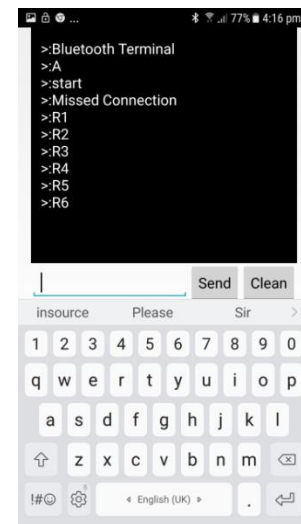 ... 77% 4:16 pm
>:Bluetooth Terminal
>:A
>:start
>:Missed Connection
>:R1
>:R2
>:R3
>:R4
>:R5
>:R6
Send Clean
insource Please Sir >
1 2 3 4 5 6 7 8 9 0
q w e r t y u i o p
a s d f g h j k l
z x c v b n m
!#☺ English (UK) .